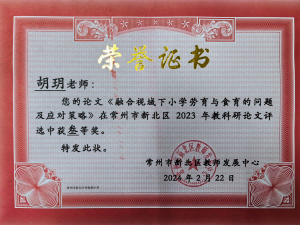 荣誉证书
胡玥老师：
您的论文《融合视域下小学劳育与食育的问题
及应对策略》在常州市新北区 2023 年教科研论文评
选中获叁等奖。
特发此状。
常州市新北区教师发展中心
2024 年 2 月 22 日